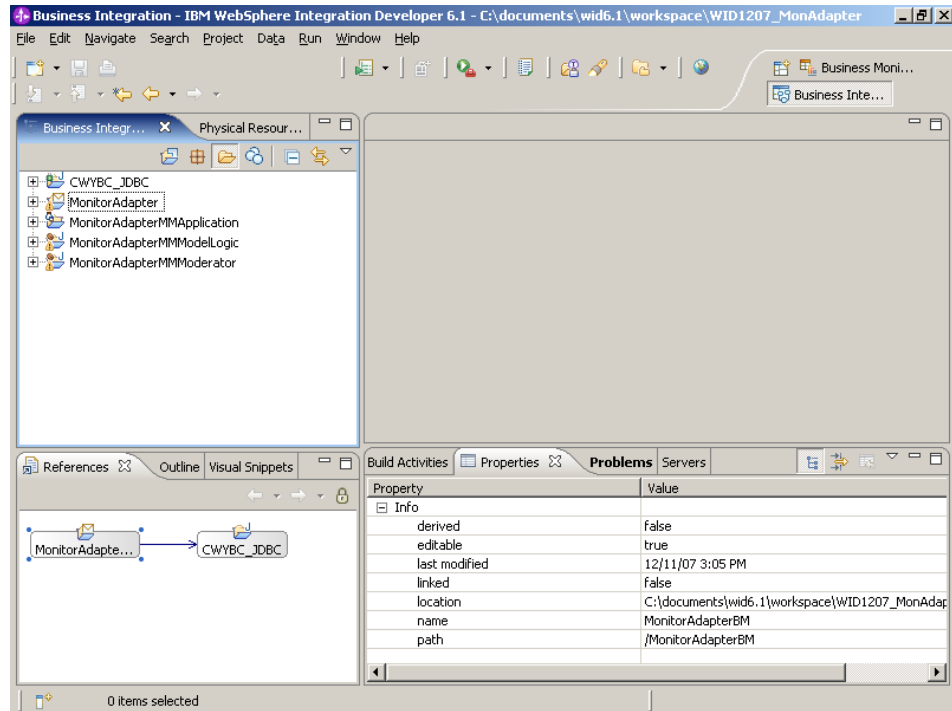 Business Integration - IBM WebSphere Integration Developer 6.1 - C:\documents\wid6.1\workspace\WID1207_MonAdapter
File Edit Navigate Search Project Data Run Window Help
Business Moni...
Business Inte...
Business Integr... Physical Resour...
CWYBC_JDBC
MonitorAdapter
MonitorAdapterMMApplication
MonitorAdapterMMModelLogic
MonitorAdapterMMModerator
References Outline Visual Snippets
MonitorAdapte... CWYBC_JDBC
Build Activities Properties Problems Servers
Property Value
Info
derived false
editable true
last modified 12/11/07 3:05 PM
linked false
location C:\documents\wid6.1\workspace\WID1207_MonAdap
name MonitorAdapterBM
path /MonitorAdapterBM
0 items selected